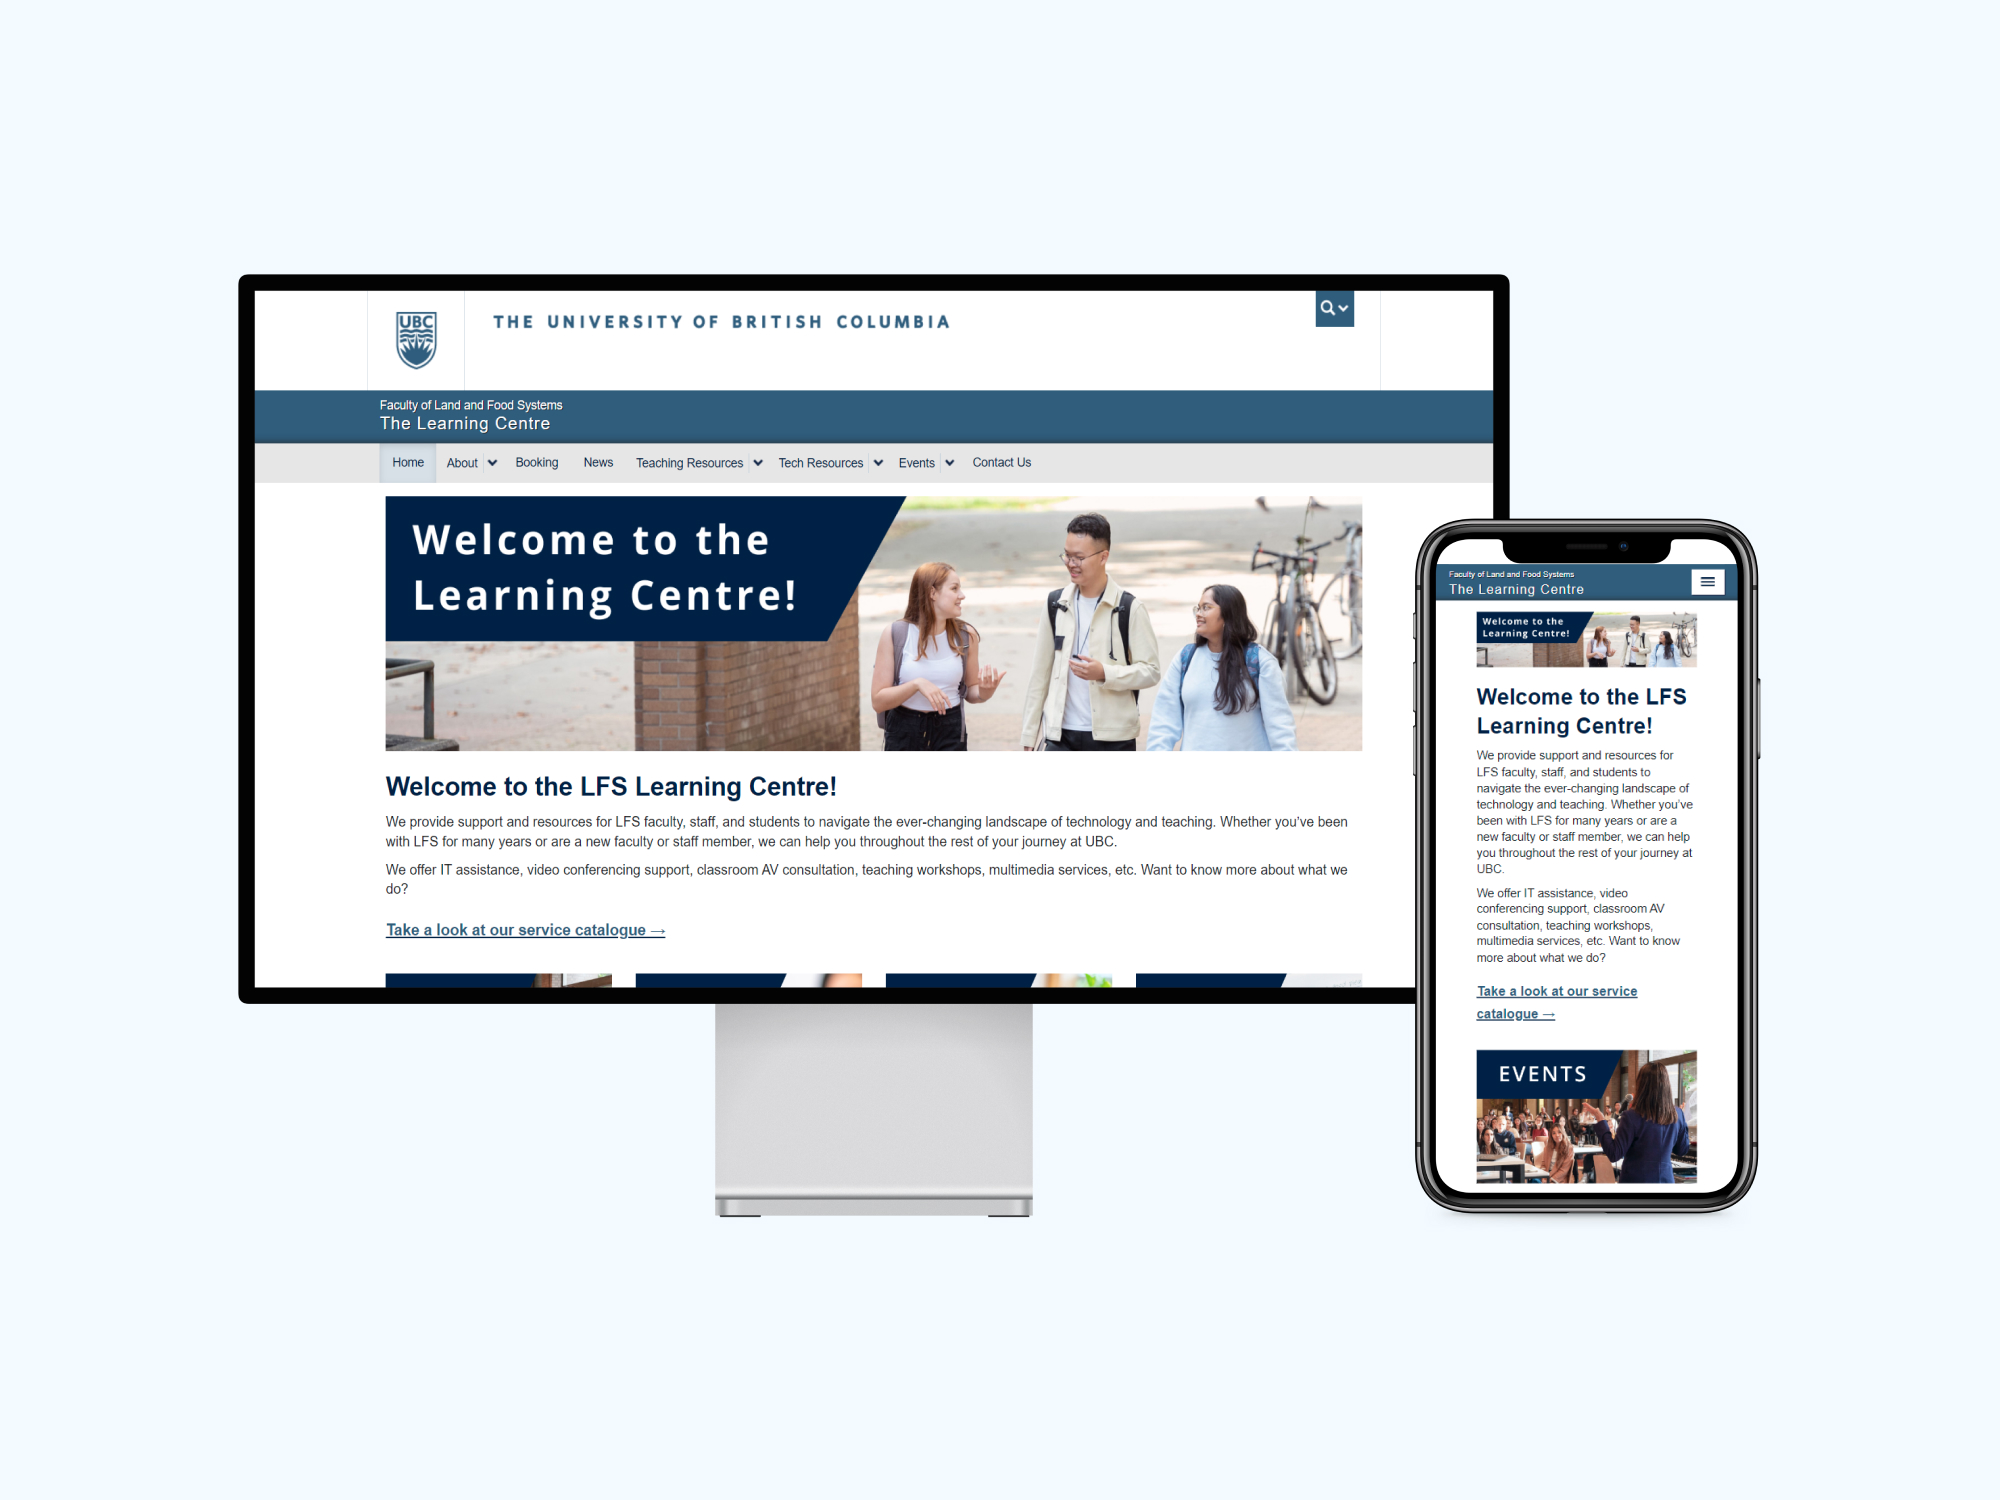 UBC
THE UNIVERSITY OF BRITISH COLUMBIA
Faculty of Land and Food Systems
The Learning Centre
Home About Booking News Teaching Resources Tech Resources Events Contact Us
Welcome to the
Learning Centre!
Welcome to the LFS Learning Centre!
We provide support and resources for LFS faculty, staff, and students to navigate the ever-changing landscape of technology and teaching. Whether you've been
with LFS for many years or are a new faculty or staff member, we can help you throughout the rest of your journey at UBC.
We offer IT assistance, video conferencing support, classroom AV consultation, teaching workshops, multimedia services, etc. Want to know more about what we
do?
Take a look at our service catalogue →
Faculty of Land and Food Systems
The Learning Centre
Welcome to the
Learning Centre!
Welcome to the LFS
Learning Centre!
We provide support and resources for
LFS faculty, staff, and students to
navigate the ever-changing landscape of
technology and teaching. Whether you've
been with LFS for many years or are a
new faculty or staff member, we can help
you throughout the rest of your journey at
UBC.
We offer IT assistance, video
conferencing support, classroom AV
consultation, teaching workshops,
multimedia services, etc. Want to know
more about what we do?
Take a look at our service
catalogue →
EVENTS